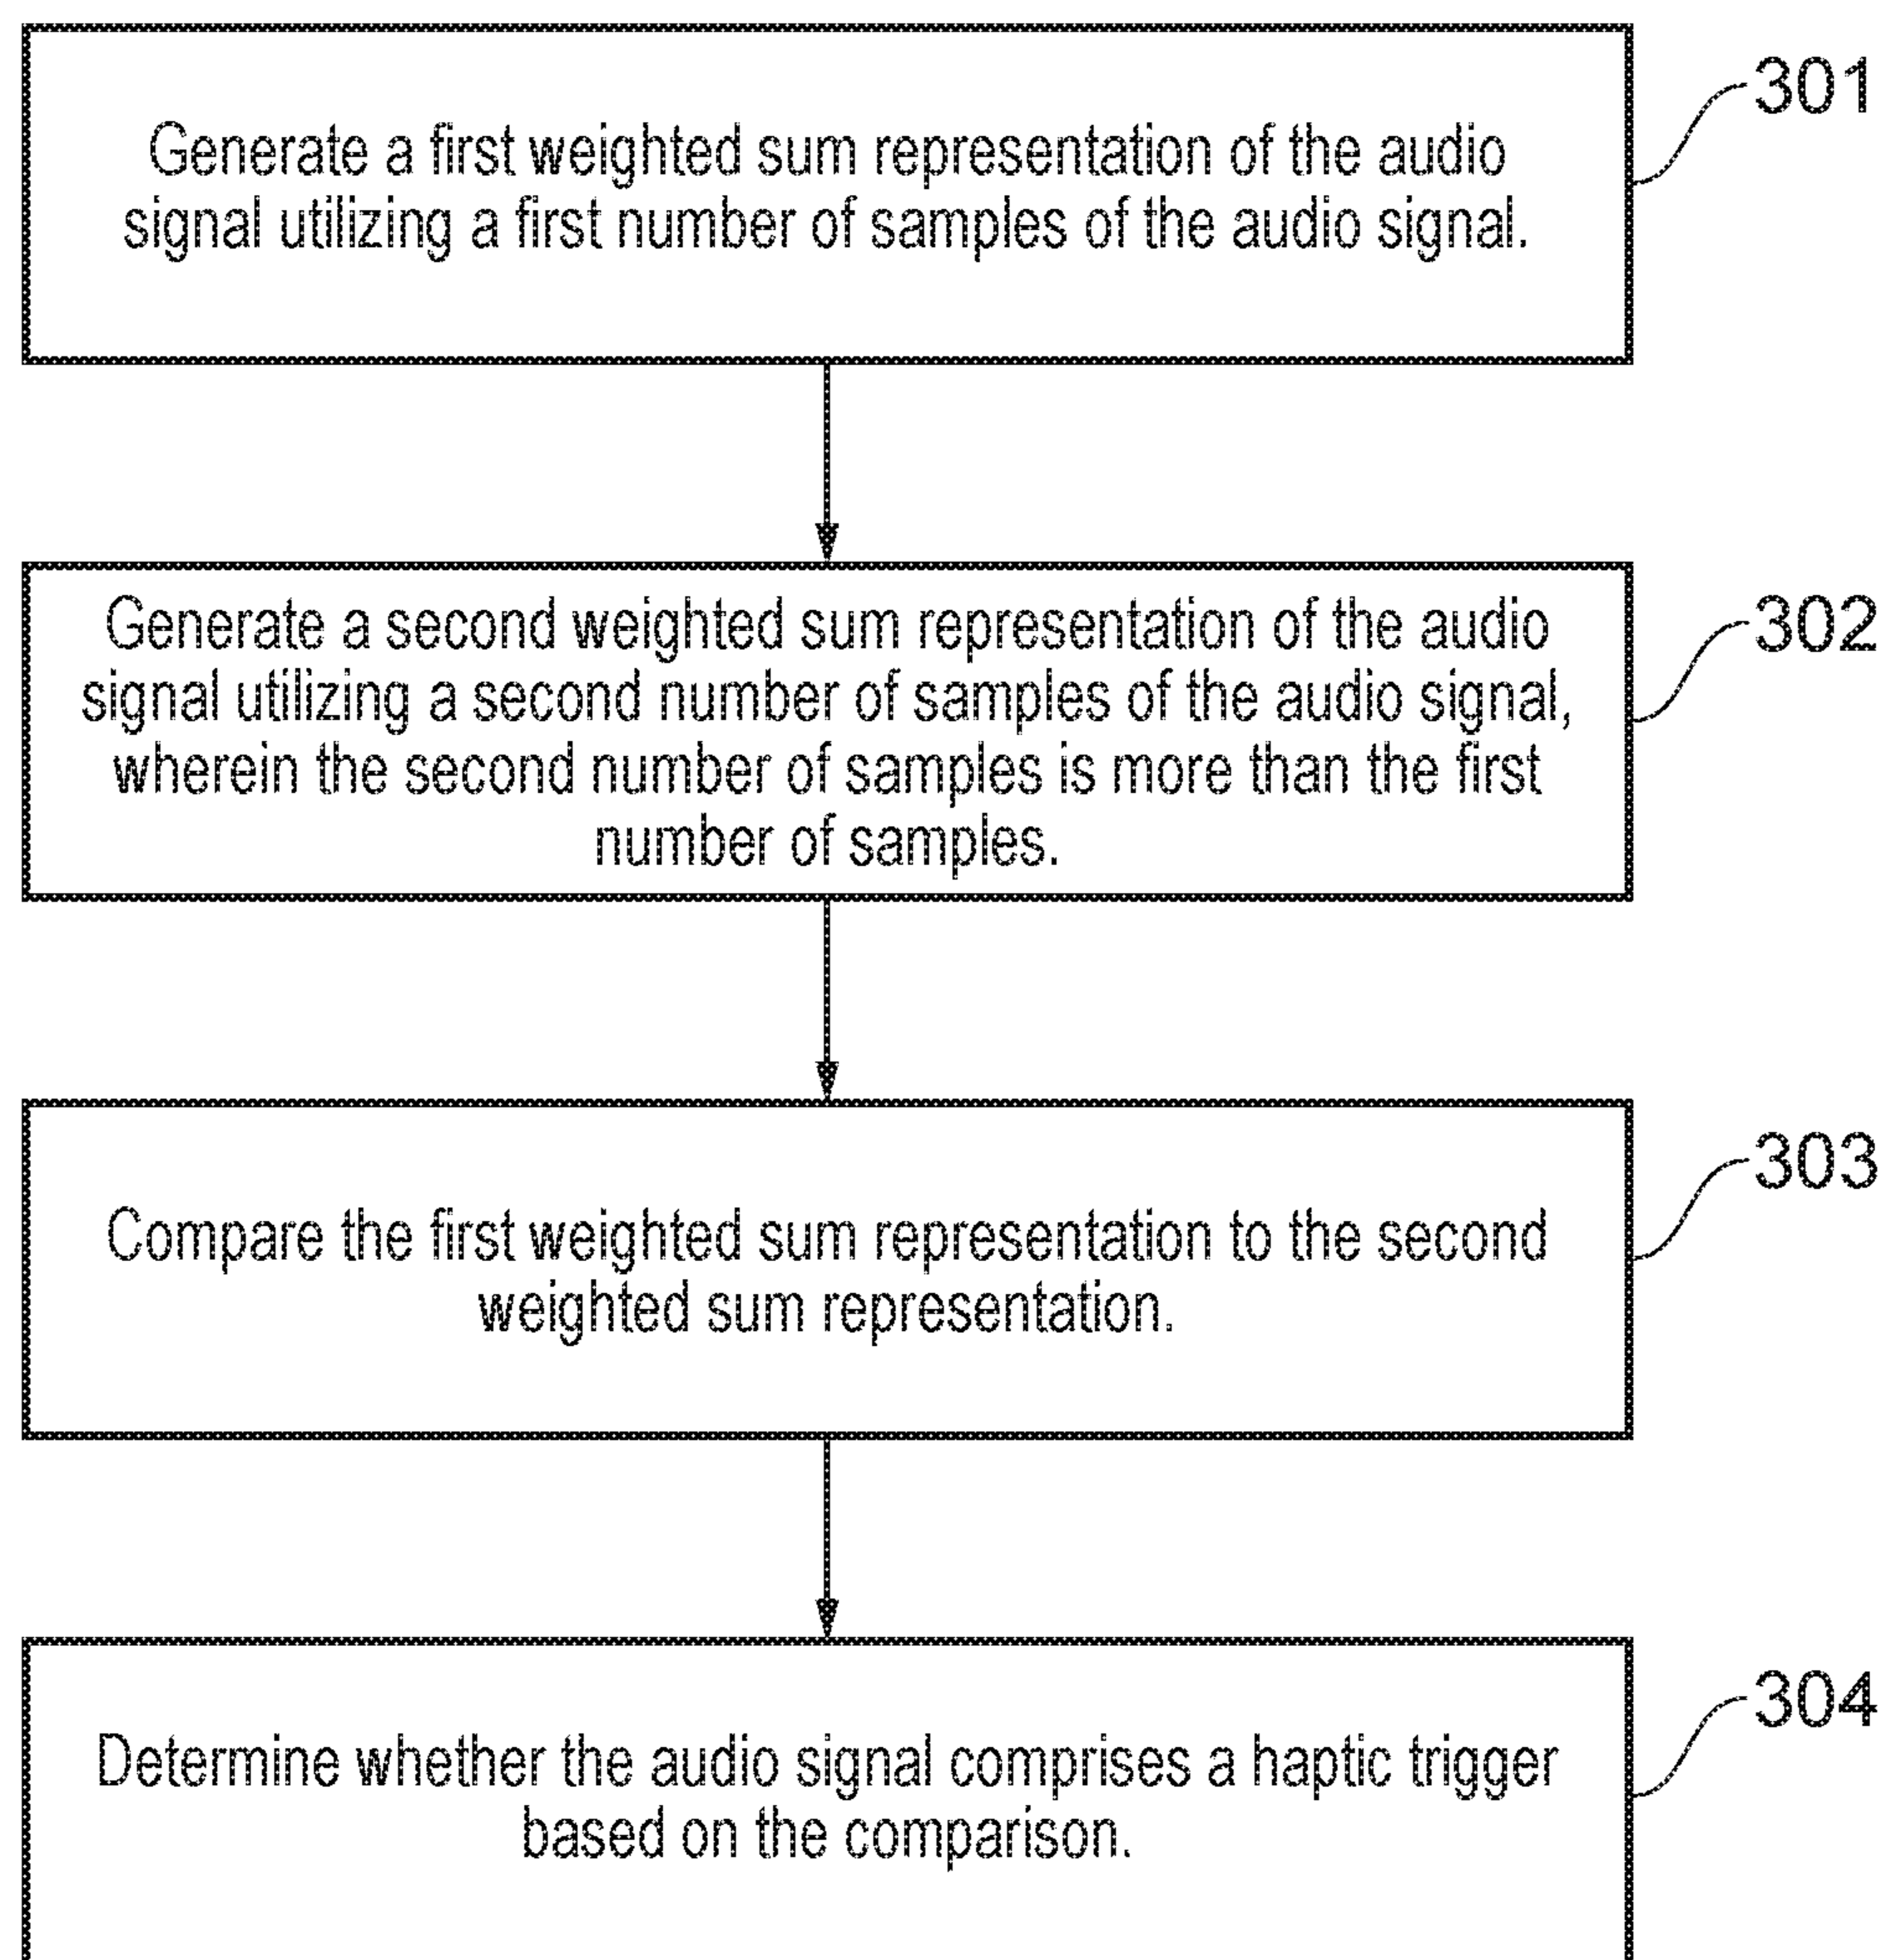 301
Generate a first weighted sum representation of the audio
signal utilizing a first number of samples of the audio signal.
302
Generate a second weighted sum representation of the audio
signal utilizing a second number of samples of the audio signal,
wherein the second number of samples is more than the first
number of samples.
303
Compare the first weighted sum representation to the second
weighted sum representation.
304
Determine whether the audio signal comprises a haptic trigger
based on the comparison.